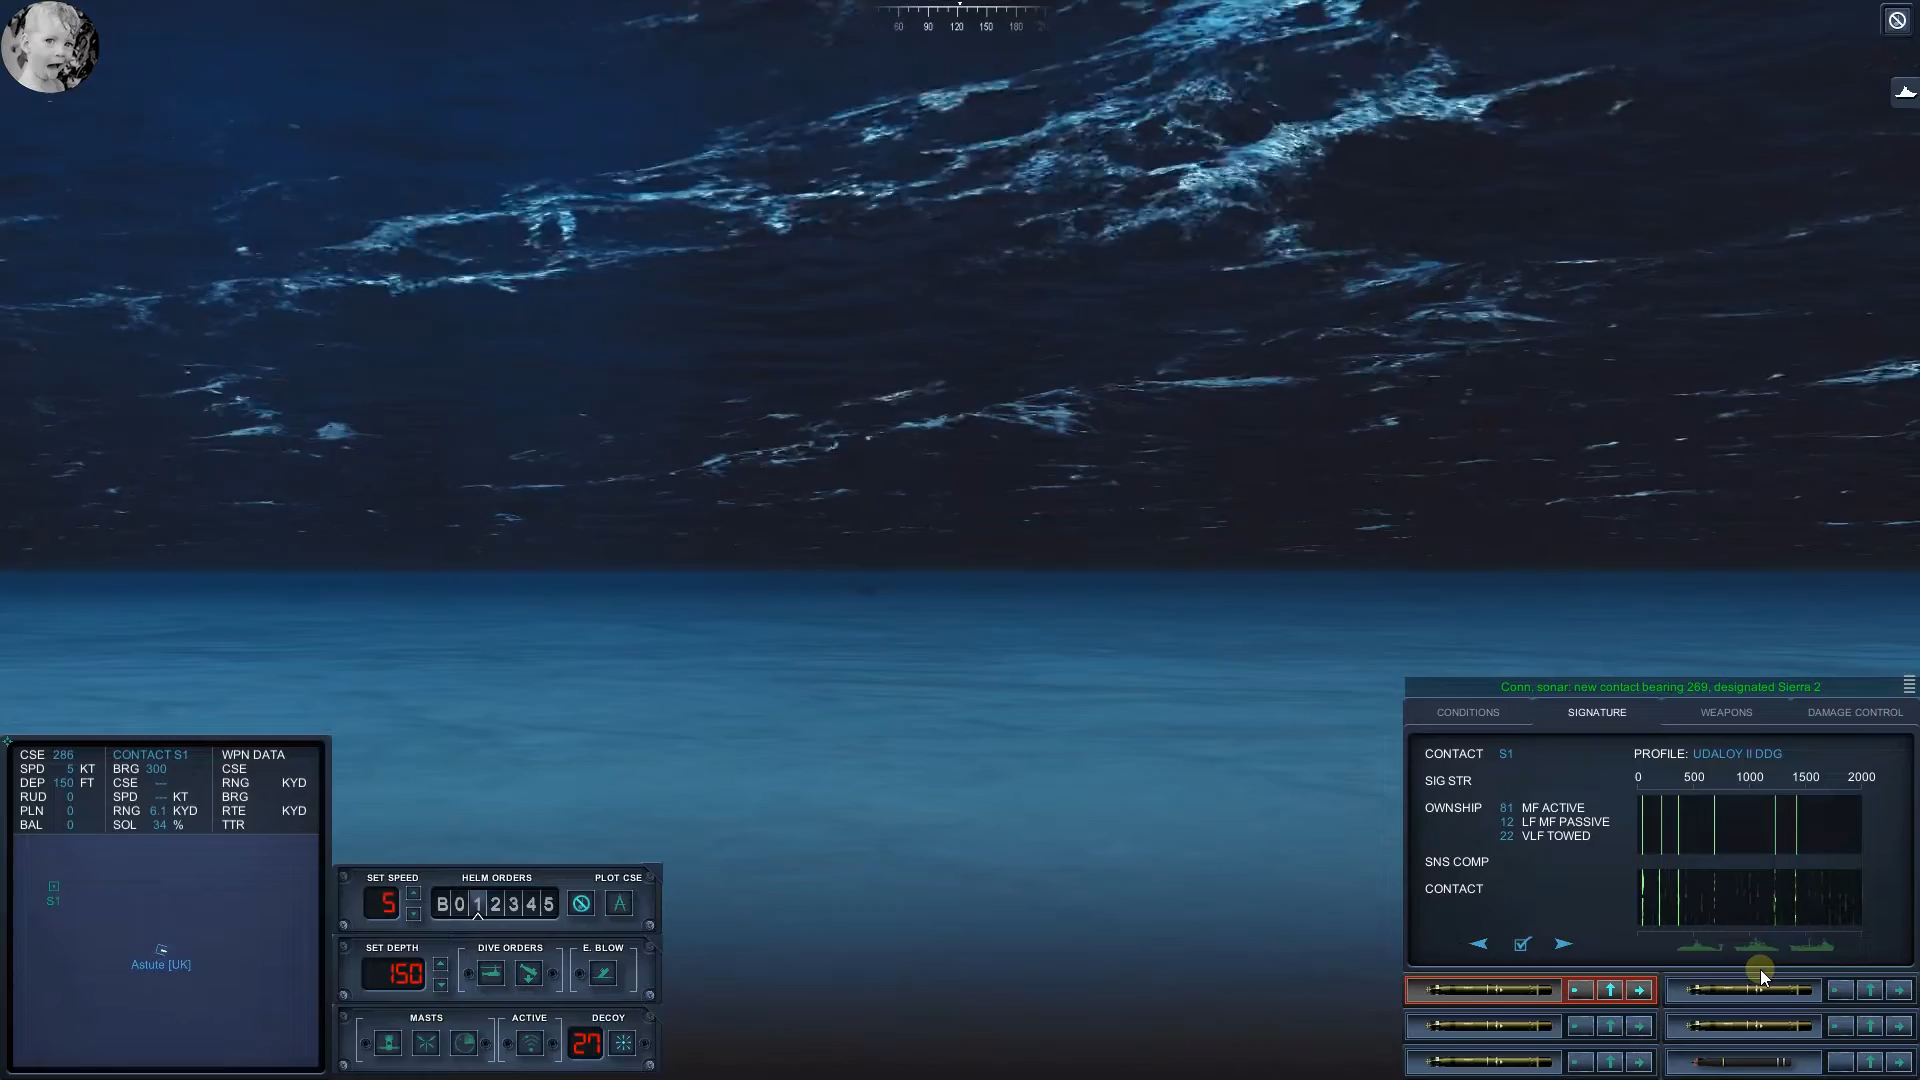 60 90 120 150 180
Conn, sonar: new contact bearing 269, designated Sierra 2
CONDITIONS SIGNATURE WEAPONS DAMAGE CONTROL
CONTACT S1 PROFILE: UDALOY II DDG
SIG STR 0 500 1000 1500 2000
OWNSHIP 81 MF ACTIVE
12 LF MF PASSIVE
22 VLF TOWED
SNS COMP
CONTACT
CSE 286 CONTACT S1 WPN DATA
SPD 5 KT BRG 300 CSE
DEP 150 FT CSE --- RNG KYD
RUD 0 SPD --- KT BRG
PLN 0 RNG 6.1 KYD RTE KYD
BAL 0 SOL 34 % TTR
S1
Astute [UK]
SET SPEED HELM ORDERS PLOT CSE
5 B 0 1 2 3 4 5
SET DEPTH DIVE ORDERS E. BLOW
150
MASTS ACTIVE DECOY
27